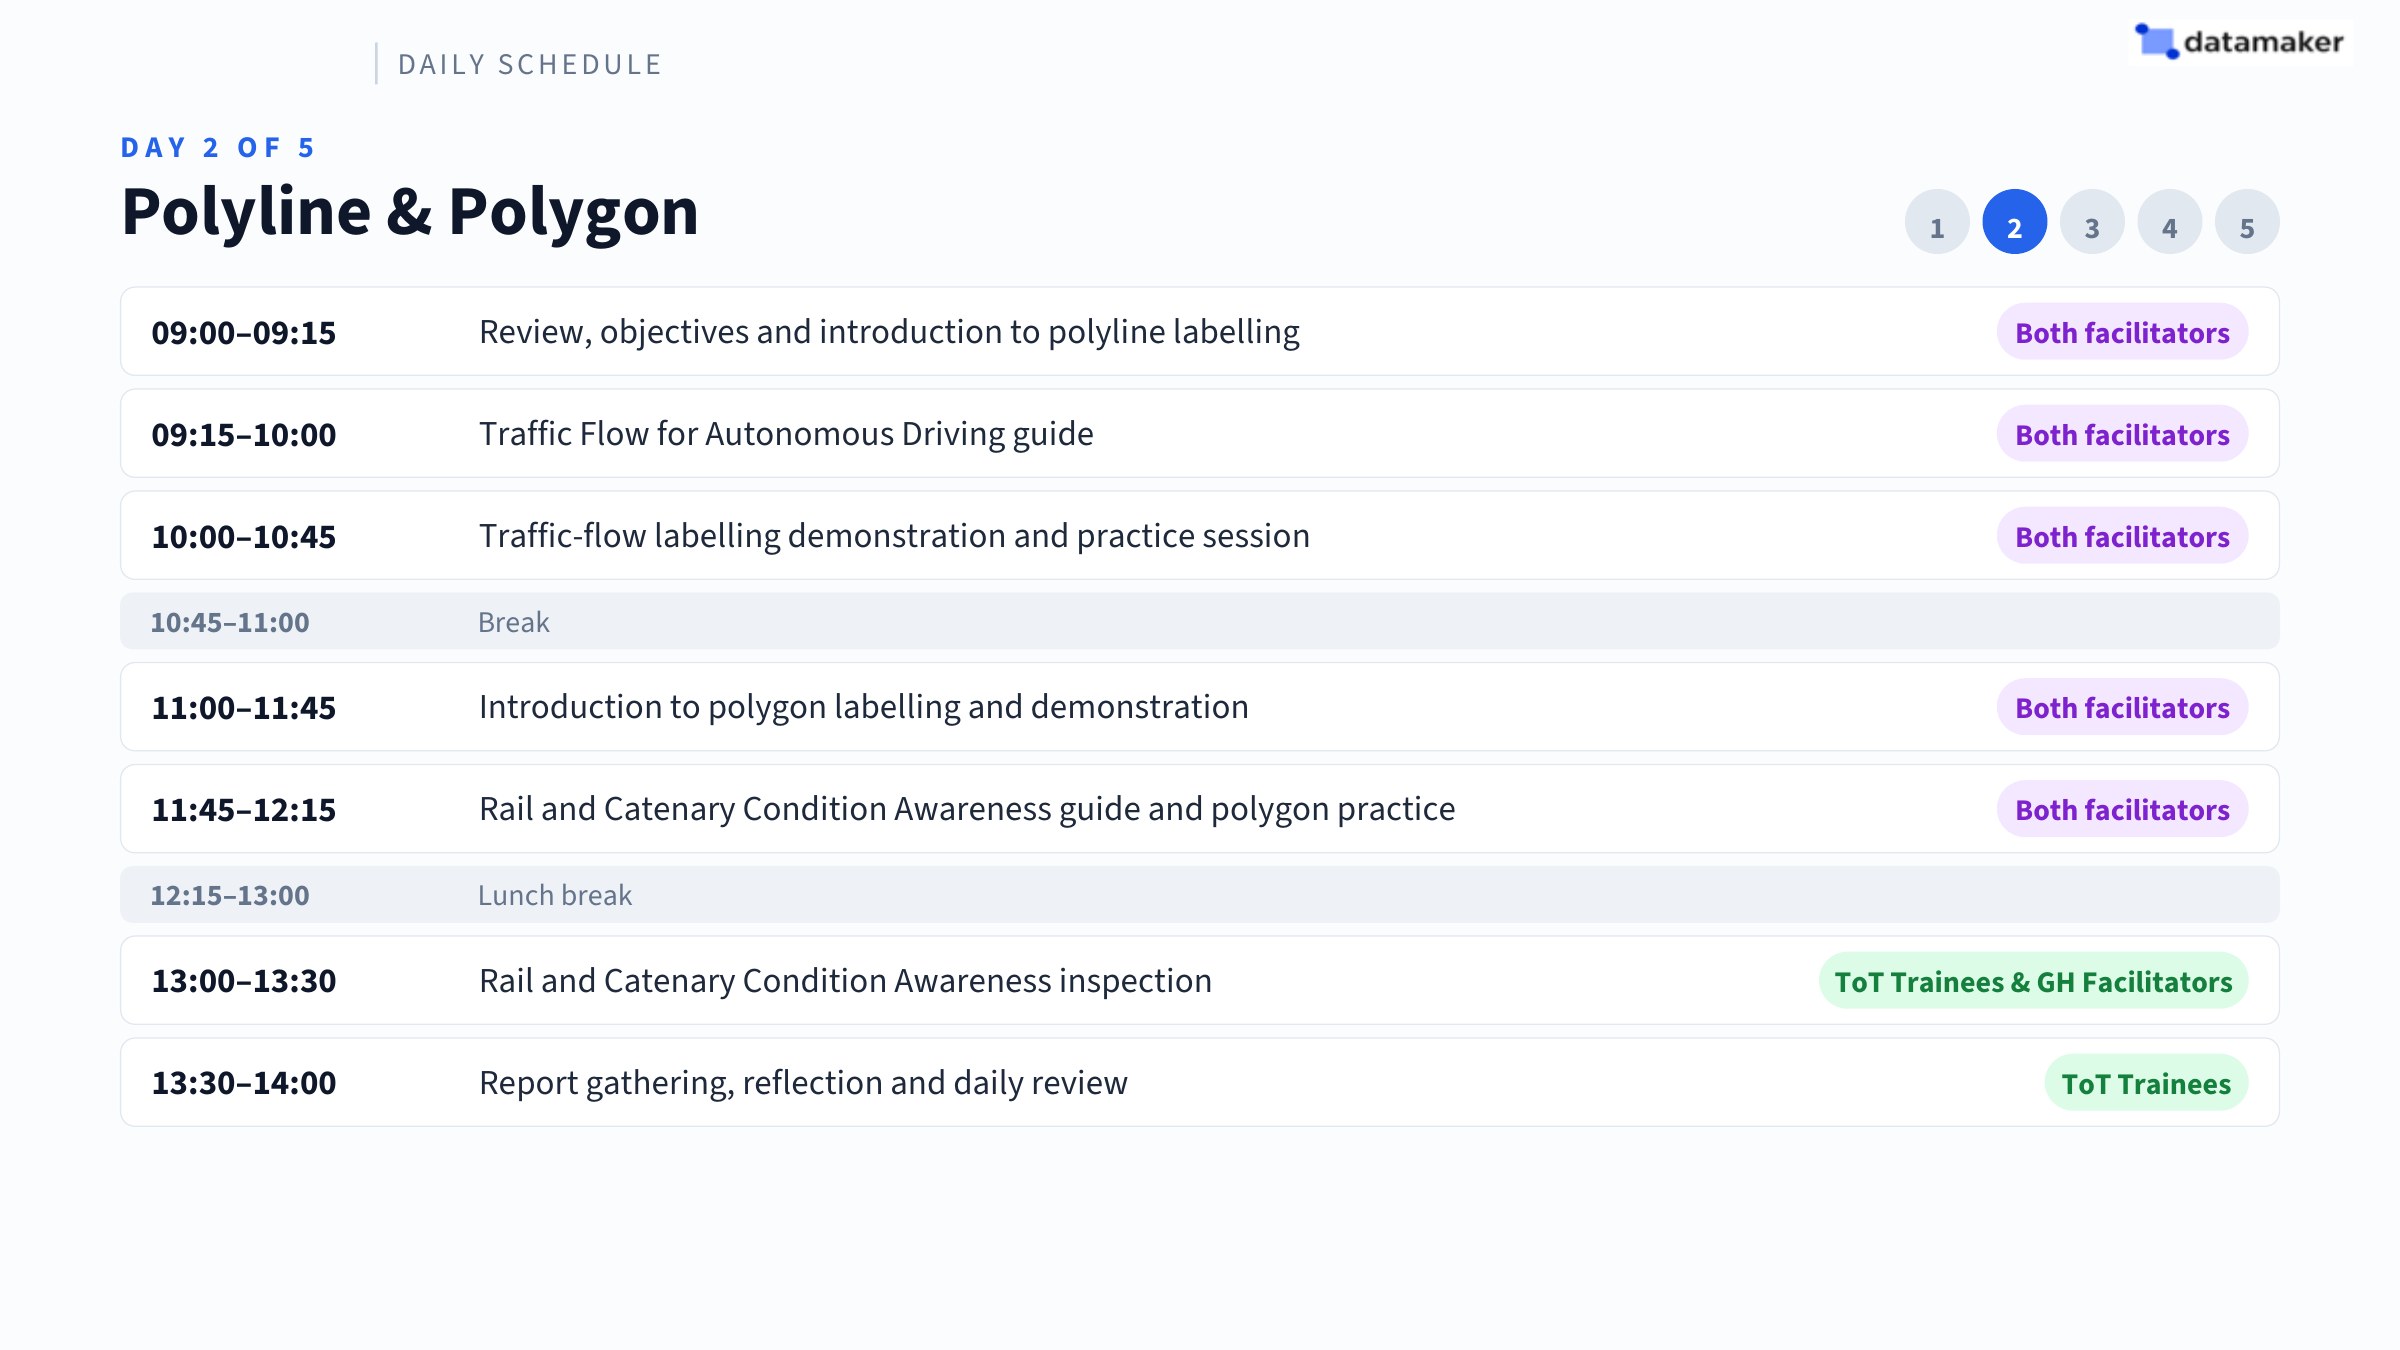 DAILY SCHEDULE
datamaker
DAY 2 OF 5
Polyline & Polygon
1 2 3 4 5
09:00–09:15 Review, objectives and introduction to polyline labelling Both facilitators
09:15–10:00 Traffic Flow for Autonomous Driving guide Both facilitators
10:00–10:45 Traffic-flow labelling demonstration and practice session Both facilitators
10:45–11:00 Break
11:00–11:45 Introduction to polygon labelling and demonstration Both facilitators
11:45–12:15 Rail and Catenary Condition Awareness guide and polygon practice Both facilitators
12:15–13:00 Lunch break
13:00–13:30 Rail and Catenary Condition Awareness inspection ToT Trainees & GH Facilitators
13:30–14:00 Report gathering, reflection and daily review ToT Trainees